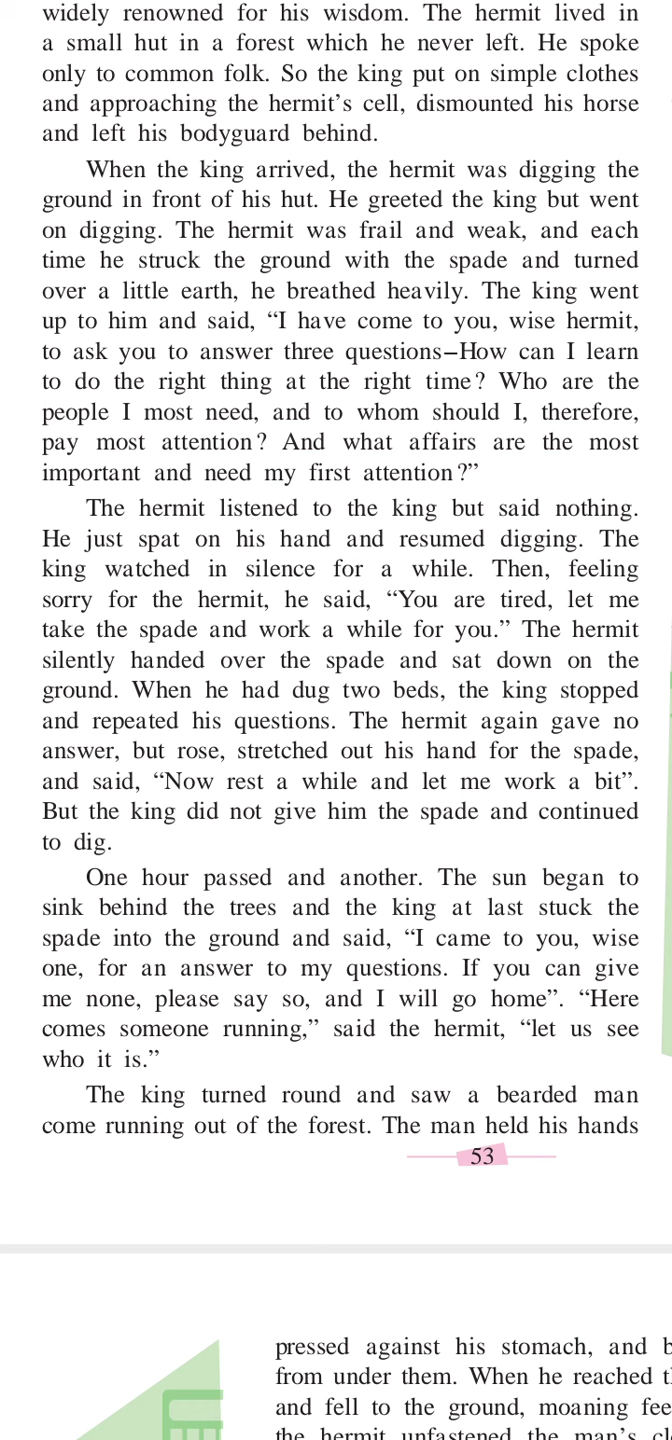 widely renowned for his wisdom. The hermit lived in
a small hut in a forest which he never left. He spoke
only to common folk. So the king put on simple clothes
and approaching the hermit’s cell, dismounted his horse
and left his bodyguard behind.
When the king arrived, the hermit was digging the
ground in front of his hut. He greeted the king but went
on digging. The hermit was frail and weak, and each
time he struck the ground with the spade and turned
over a little earth, he breathed heavily. The king went
up to him and said, “I have come to you, wise hermit,
to ask you to answer three questions–How can I learn
to do the right thing at the right time? Who are the
people I most need, and to whom should I, therefore,
pay most attention? And what affairs are the most
important and need my first attention?”
The hermit listened to the king but said nothing.
He just spat on his hand and resumed digging. The
king watched in silence for a while. Then, feeling
sorry for the hermit, he said, “You are tired, let me
take the spade and work a while for you.” The hermit
silently handed over the spade and sat down on the
ground. When he had dug two beds, the king stopped
and repeated his questions. The hermit again gave no
answer, but rose, stretched out his hand for the spade,
and said, “Now rest a while and let me work a bit”.
But the king did not give him the spade and continued
to dig.
One hour passed and another. The sun began to
sink behind the trees and the king at last stuck the
spade into the ground and said, “I came to you, wise
one, for an answer to my questions. If you can give
me none, please say so, and I will go home”. “Here
comes someone running,” said the hermit, “let us see
who it is.”
The king turned round and saw a bearded man
come running out of the forest. The man held his hands
53
pressed against his stomach, and
from under them. When he reached
and fell to the ground, moaning
the hermit unfastened the man’s